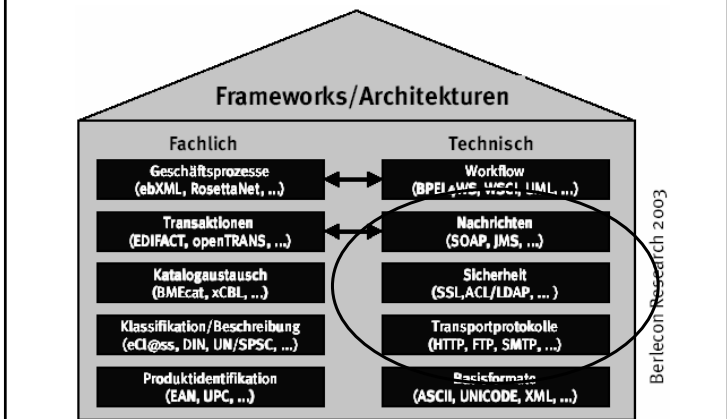 Frameworks/Architekturen
Fachlich
Technisch
Geschäftsprozesse
(ebXML, RosettaNet, ...)
Workflow
(BPEL4WS, WSCI, UML, ...)
Transaktionen
(EDIFACT, openTRANS, ...)
Nachrichten
(SOAP, JMS, ...)
Katalogaustausch
(BMEcat, xCBL, ...)
Sicherheit
(SSL,ACL/LDAP, ... )
Klassifikation/Beschreibung
(eCl@ss, DIN, UN/SPSC, ...)
Transportprotokolle
(HTTP, FTP, SMTP, ...)
Produktidentifikation
(EAN, UPC, ...)
Basisformate
(ASCII, UNICODE, XML, ...)
Berlecon Research 2003